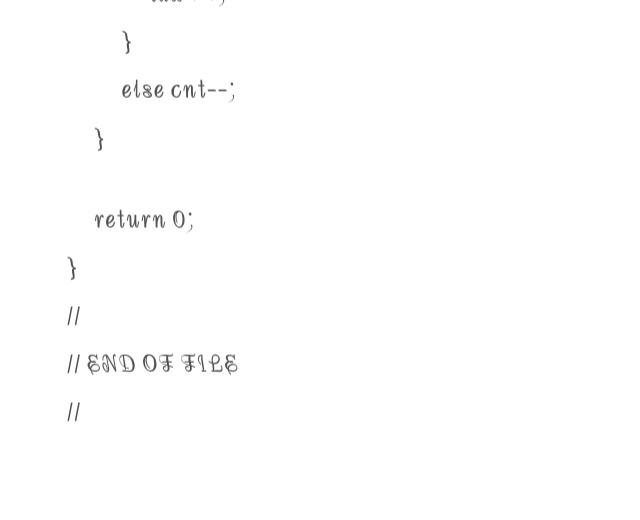 }
else cnt--;
}
return 0;
}
//
// END OF FILE
//